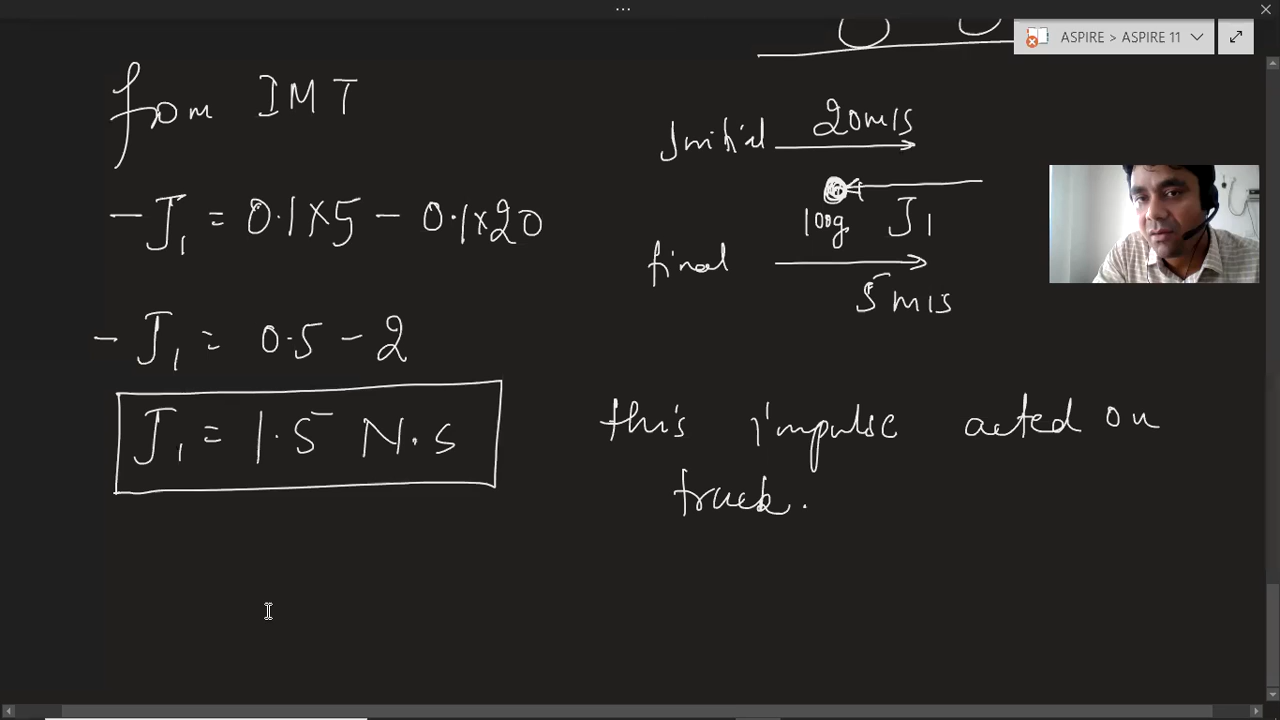 ASPIRE > ASPIRE 11
from IMT
-J₁ = 0.1×5 - 0.1×20
-J₁ = 0.5 - 2
J₁ = 1.5 N.s
Initial 20m/s
100g J1
final
5 m/s
this impulse acted on
truck.